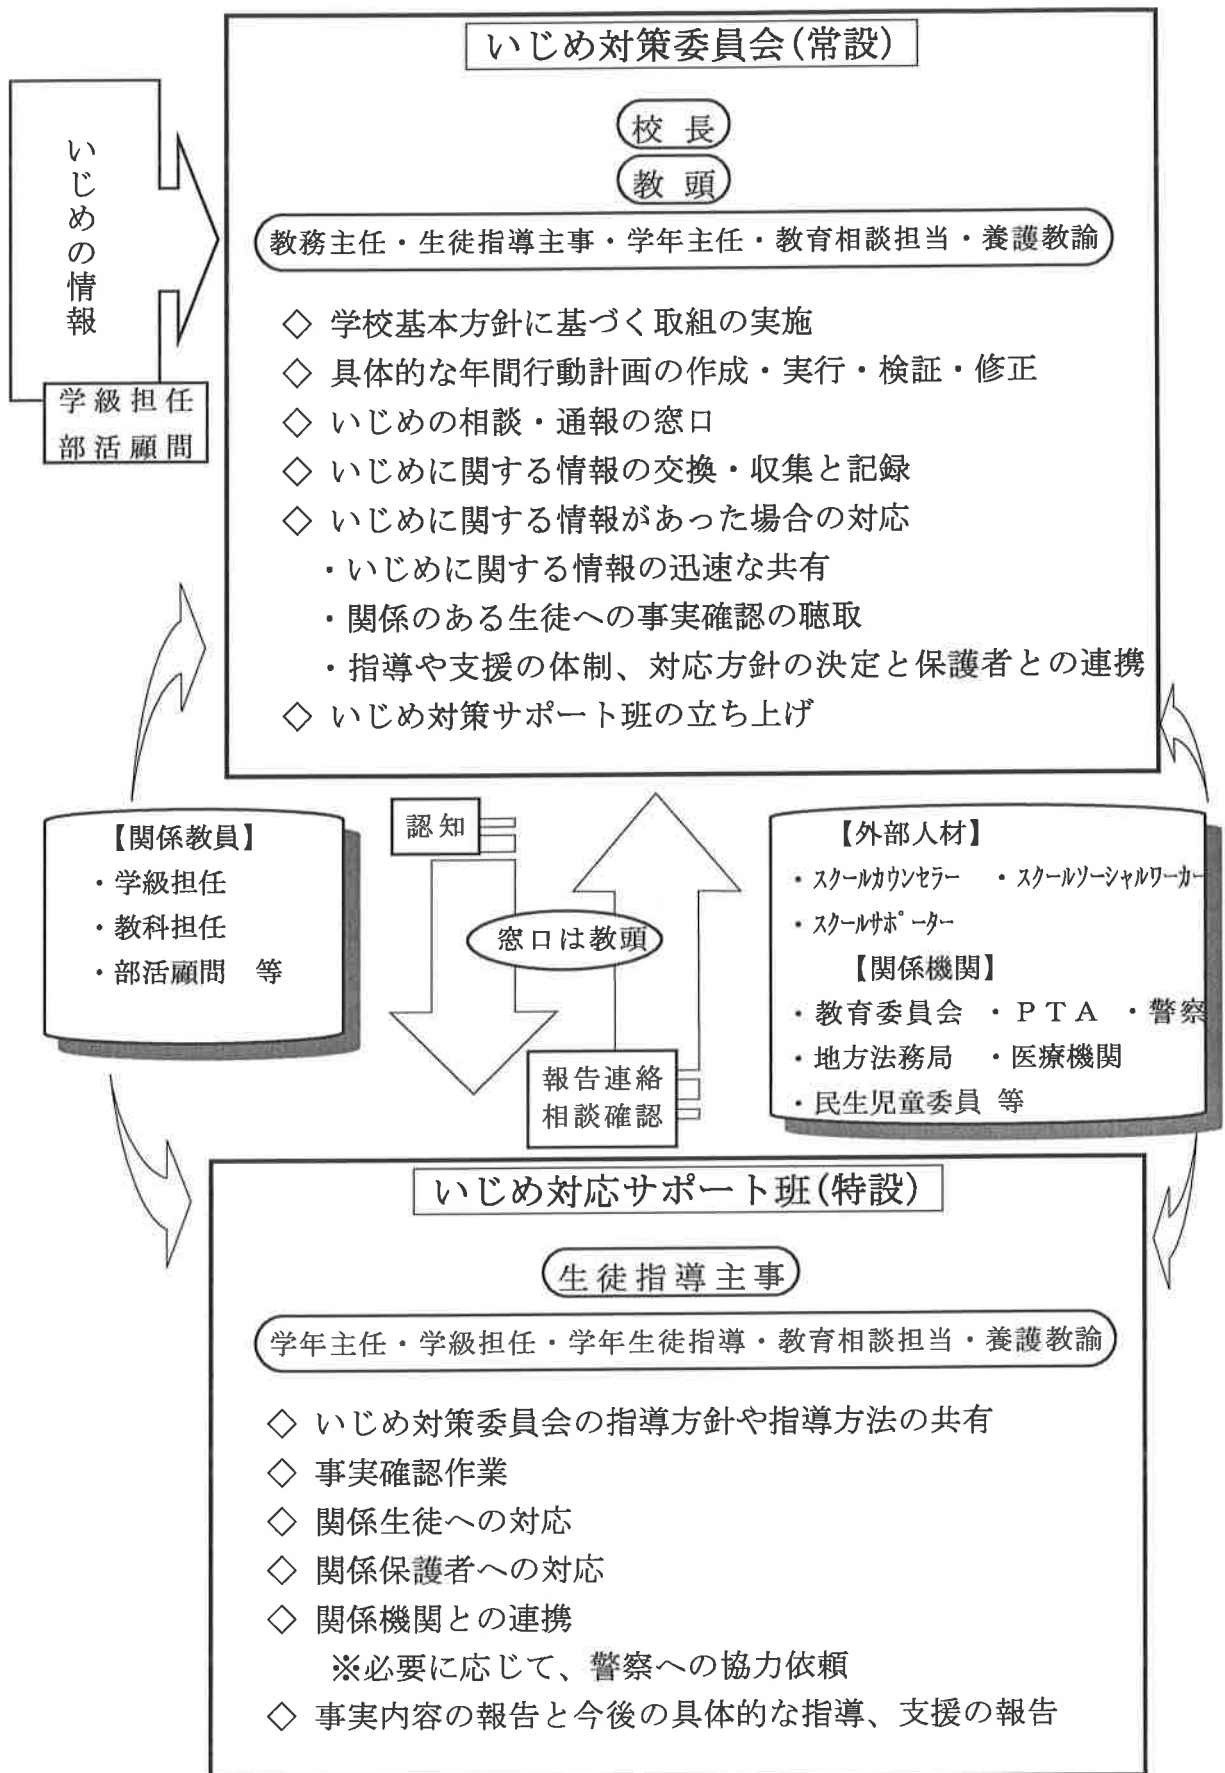 いじめ対策委員会(常設)
校長
教頭
教務主任・生徒指導主事・学年主任・教育相談担当・養護教諭
いじめの情報
学級担任
部活顧問
◇ 学校基本方針に基づく取組の実施
◇ 具体的な年間行動計画の作成・実行・検証・修正
◇ いじめの相談・通報の窓口
◇ いじめに関する情報の交換・収集と記録
◇ いじめに関する情報があった場合の対応
・いじめに関する情報の迅速な共有
・関係のある生徒への事実確認の聴取
・指導や支援の体制、対応方針の決定と保護者との連携
◇ いじめ対策サポート班の立ち上げ
【関係教員】
・学級担任
・教科担任
・部活顧問 等
認知
窓口は教頭
報告連絡
相談確認
【外部人材】
・ｽｸｰﾙｶｳﾝｾﾗｰ ・ｽｸｰﾙｿｰｼｬﾙﾜｰｶｰ
・ｽｸｰﾙｻﾎﾟｰﾀｰ
【関係機関】
・教育委員会 ・ＰＴＡ ・警察
・地方法務局 ・医療機関
・民生児童委員 等
いじめ対応サポート班(特設)
生徒指導主事
学年主任・学級担任・学年生徒指導・教育相談担当・養護教諭
◇ いじめ対策委員会の指導方針や指導方法の共有
◇ 事実確認作業
◇ 関係生徒への対応
◇ 関係保護者への対応
◇ 関係機関との連携
※必要に応じて、警察への協力依頼
◇ 事実内容の報告と今後の具体的な指導、支援の報告